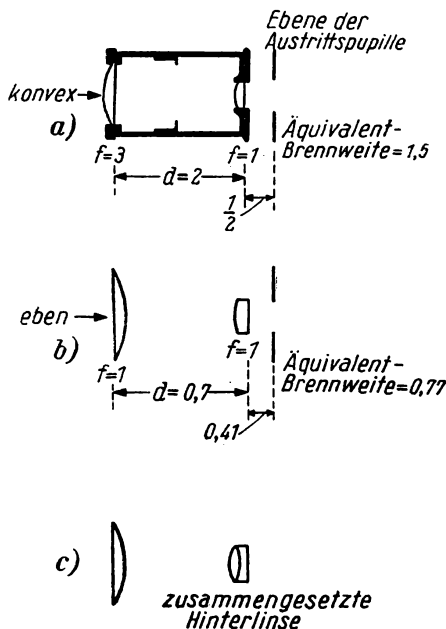 Ebene der
Austrittspupille
konvex
a)
Äquivalent-
Brennweite=1,5
f=3
f=1
d=2
1/2
eben
b)
f=1
f=1
Äquivalent-
Brennweite=0,77
d=0,7
0,41
c)
zusammengesetzte
Hinterlinse